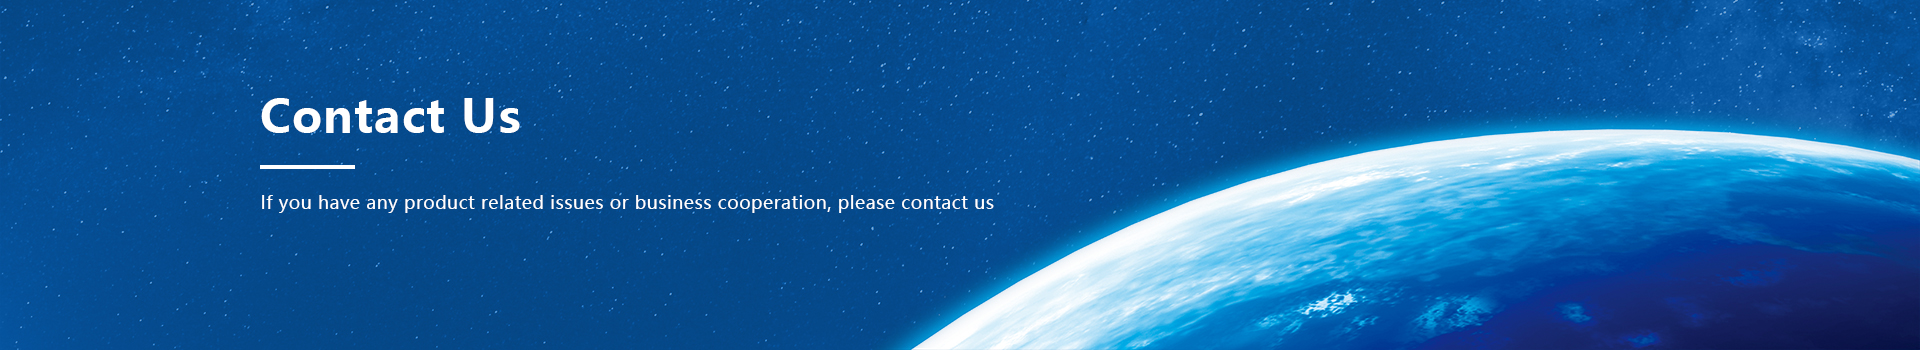 Contact Us
If you have any product related issues or business cooperation, please contact us